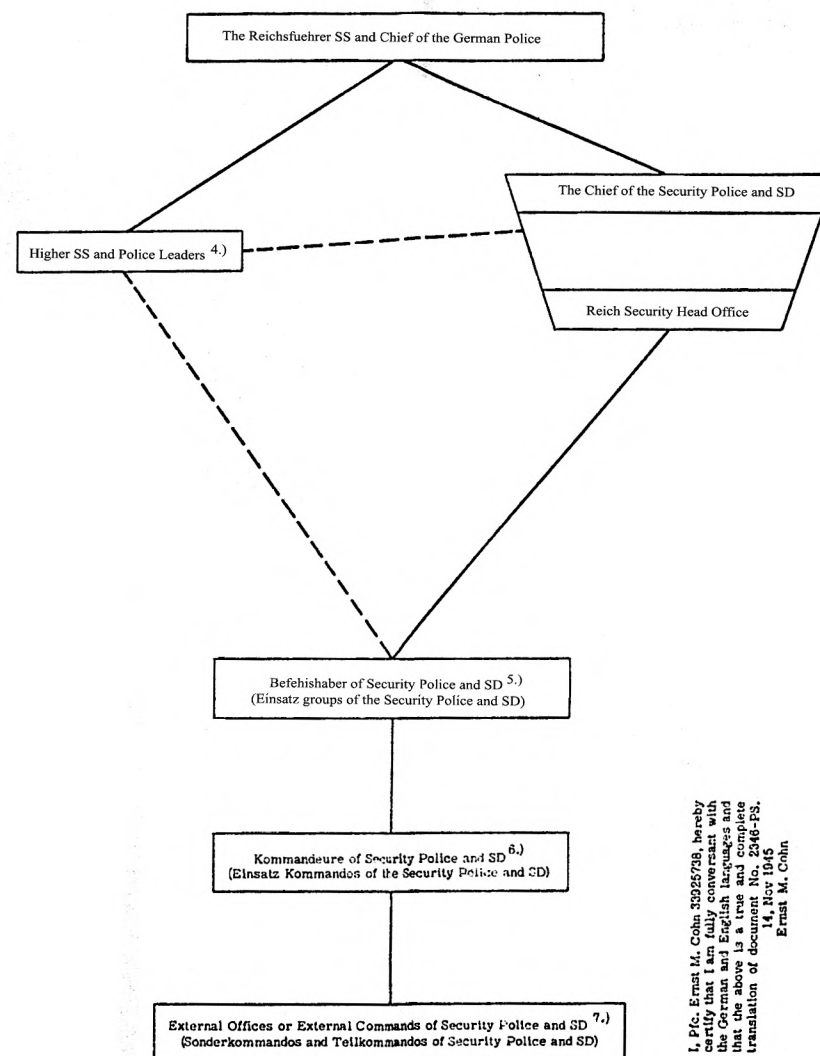 The Reichsfuehrer SS and Chief of the German Police
The Chief of the Security Police and SD
Higher SS and Police Leaders 4.)
Reich Security Head Office
Befehishaber of Security Police and SD 5.)
(Einsatz groups of the Security Police and SD)
Kommandeure of Security Police and SD 6.)
(Einsatz Kommandos of the Security Police and SD)
External Offices or External Commands of Security Police and SD 7.)
(Sonderkommandos and Teilkommandos of Security Police and SD)
I, Pfc. Ernst M. Cohn 33925738, hereby
certify that I am fully conversant with
the German and English languages and
that the above is a true and complete
translation of document No. 2346-PS.
14, Nov 1945
Ernst M. Cohn